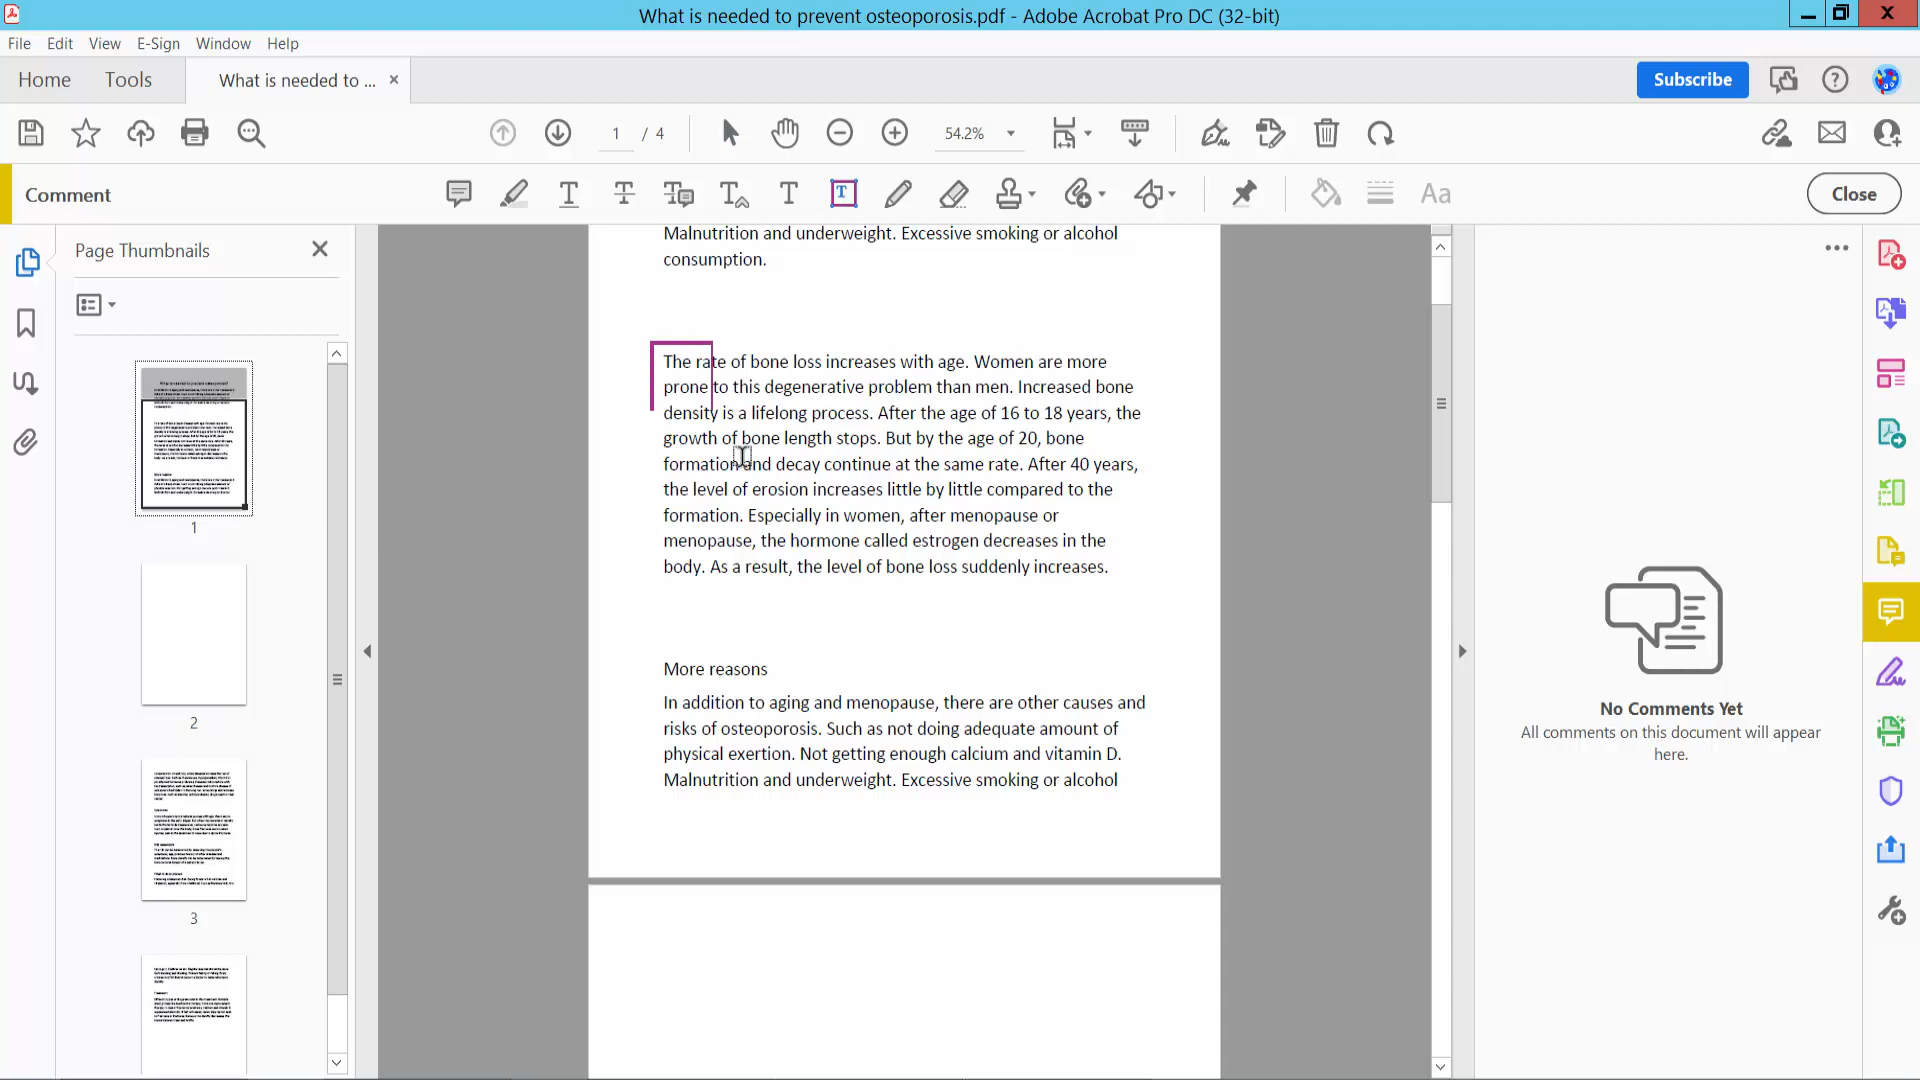 What is needed to prevent osteoporosis.pdf - Adobe Acrobat Pro DC (32-bit)
File Edit View E-Sign Window Help
Home Tools What is needed to ... × Subscribe
1 / 4 54.2%
Comment Close
Page Thumbnails
Malnutrition and underweight. Excessive smoking or alcohol
consumption.
The rate of bone loss increases with age. Women are more
prone to this degenerative problem than men. Increased bone
density is a lifelong process. After the age of 16 to 18 years, the
growth of bone length stops. But by the age of 20, bone
formation and decay continue at the same rate. After 40 years,
the level of erosion increases little by little compared to the
formation. Especially in women, after menopause or
menopause, the hormone called estrogen decreases in the
body. As a result, the level of bone loss suddenly increases.
More reasons
In addition to aging and menopause, there are other causes and
risks of osteoporosis. Such as not doing adequate amount of
physical exertion. Not getting enough calcium and vitamin D.
Malnutrition and underweight. Excessive smoking or alcohol
1
2
3
No Comments Yet
All comments on this document will appear
here.